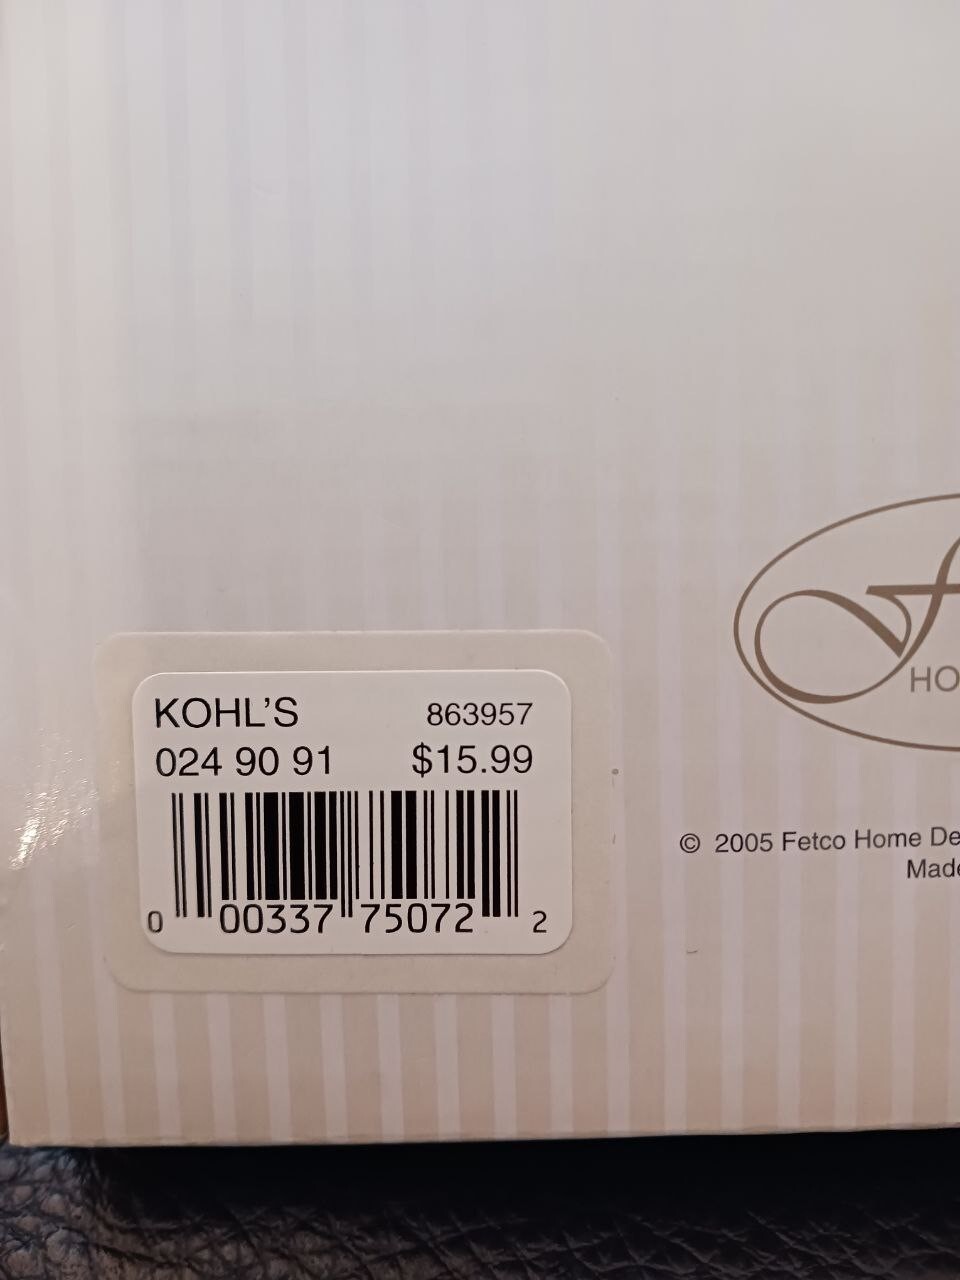 KOHL'S 863957
024 90 91 $15.99
0 00337 75072 2
HO
© 2005 Fetco Home De
Made